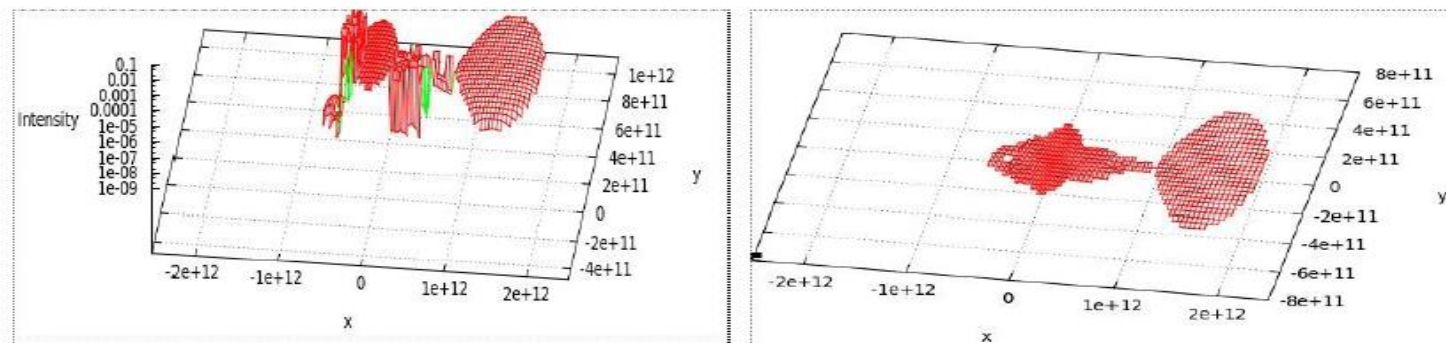 0.1
0.01
0.001
0.0001
Intensity
1e-05
1e-06
1e-07
1e-08
1e-09
1e+12
8e+11
6e+11
4e+11
2e+11
0
-2e+11
-4e+11
y
-2e+12 -1e+12 0 1e+12 2e+12
x
8e+11
6e+11
4e+11
2e+11
0
-2e+11
-4e+11
-6e+11
-8e+11
y
-2e+12 -1e+12 0 1e+12 2e+12
x